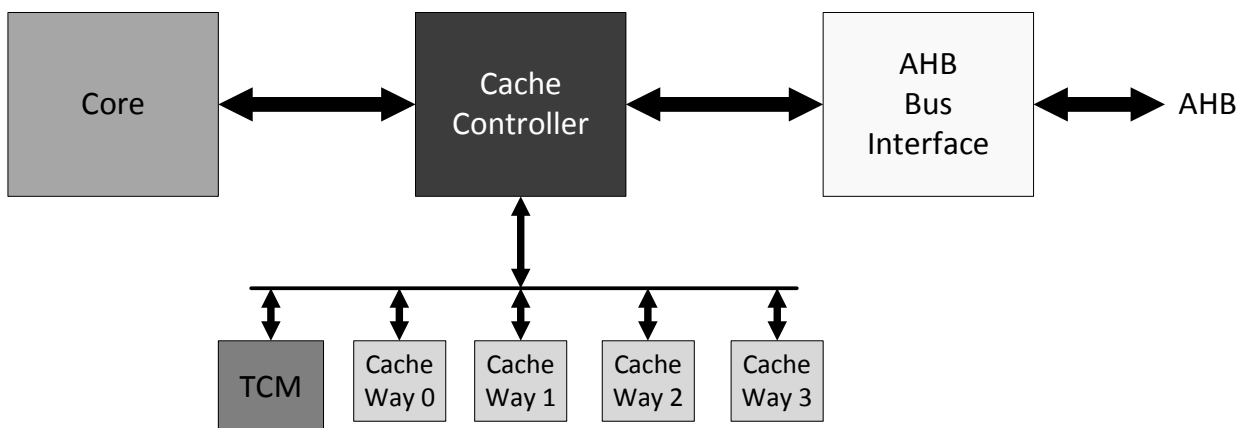 Core
Cache
Controller
AHB
Bus
Interface
AHB
TCM
Cache
Way 0
Cache
Way 1
Cache
Way 2
Cache
Way 3